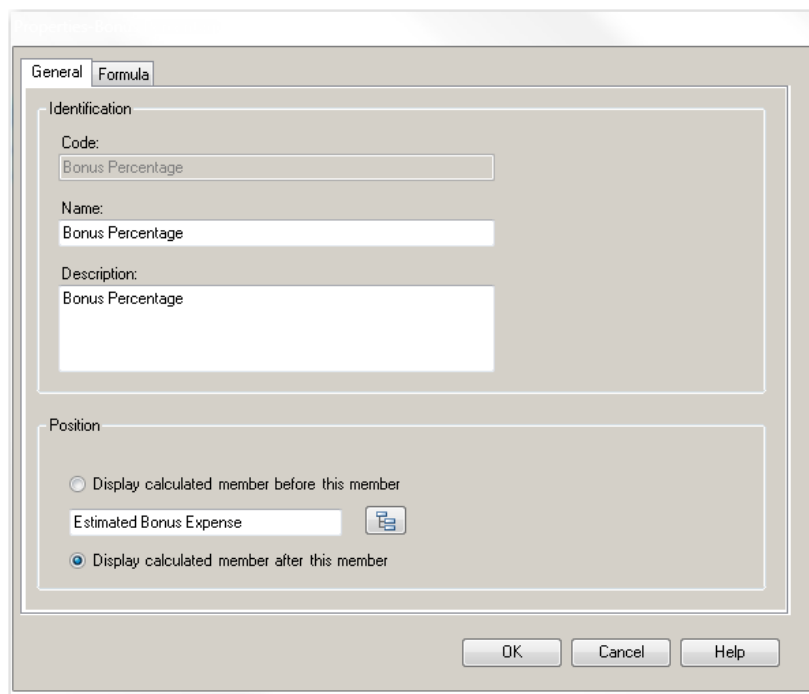 General
Formula
Identification
Code:
Bonus Percentage
Name:
Bonus Percentage
Description:
Bonus Percentage
Position
Display calculated member before this member
Estimated Bonus Expense
Display calculated member after this member
OK
Cancel
Help